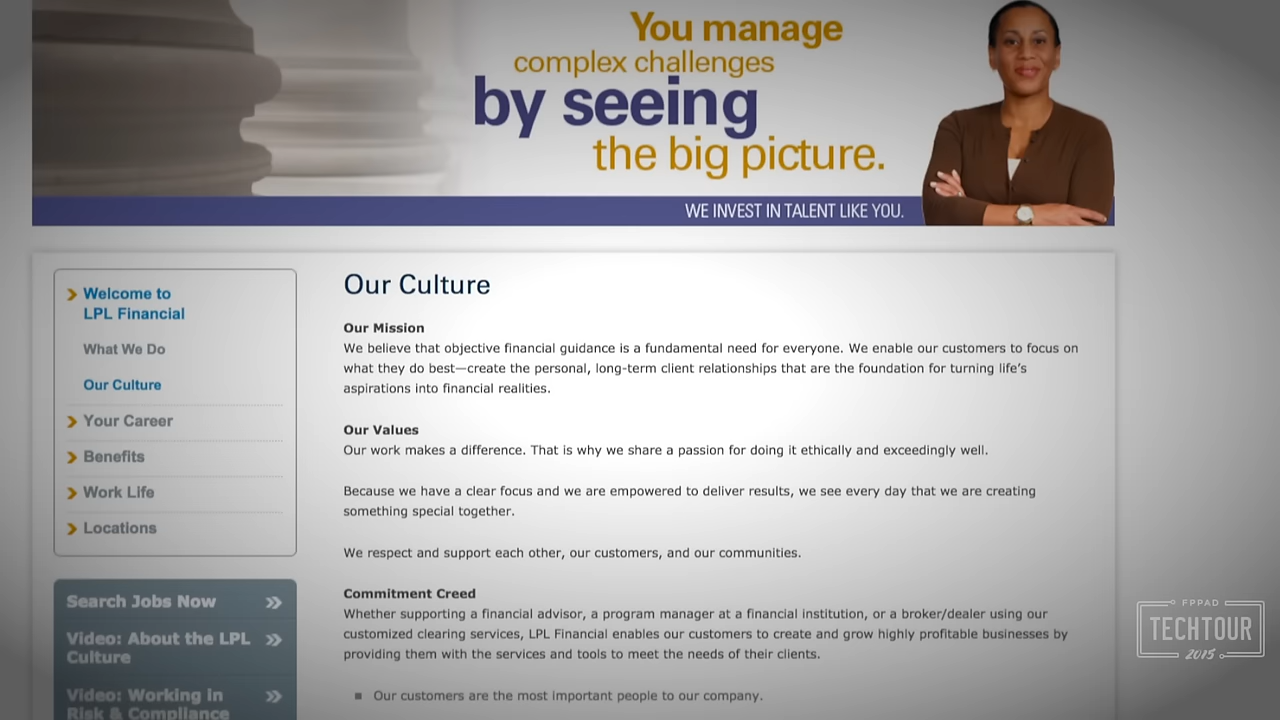 You manage
complex challenges
by seeing
the big picture.
WE INVEST IN TALENT LIKE YOU.
Welcome to
LPL Financial
What We Do
Our Culture
Your Career
Benefits
Work Life
Locations
Search Jobs Now
Video: About the LPL
Culture
Video: Working in
Risk & Compliance
Our Culture
Our Mission
We believe that objective financial guidance is a fundamental need for everyone. We enable our customers to focus on
what they do best—create the personal, long-term client relationships that are the foundation for turning life’s
aspirations into financial realities.
Our Values
Our work makes a difference. That is why we share a passion for doing it ethically and exceedingly well.
Because we have a clear focus and we are empowered to deliver results, we see every day that we are creating
something special together.
We respect and support each other, our customers, and our communities.
Commitment Creed
Whether supporting a financial advisor, a program manager at a financial institution, or a broker/dealer using our
customized clearing services, LPL Financial enables our customers to create and grow highly profitable businesses by
providing them with the services and tools to meet the needs of their clients.
Our customers are the most important people to our company.
FPPAD
TECHTOUR
2015